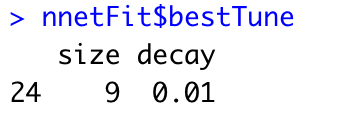 > nnetFit$bestTune
   size decay
24    9  0.01